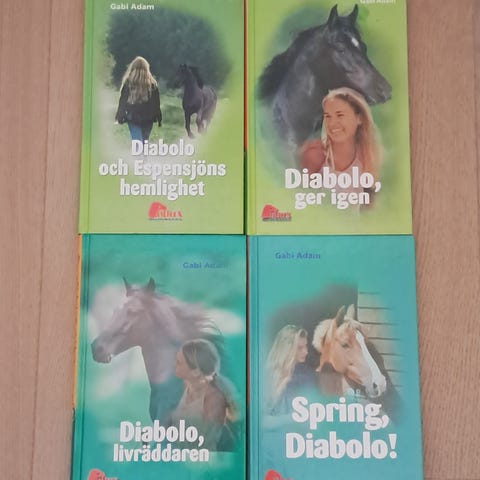 Gabi Adam
Diabolo
och Espensjöns
hemlighet
Gabi Adam
Diabolo,
ger igen
Gabi Adam
Diabolo,
livräddaren
Gabi Adam
Spring,
Diabolo!